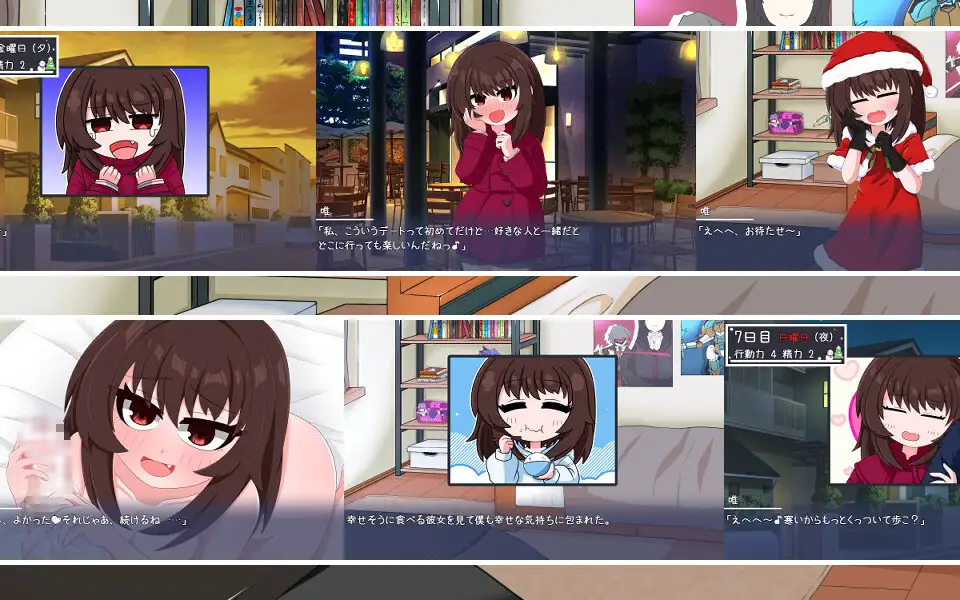 金曜日(夕)
精力 2
」
唯
「私、こういうデートって初めてだけど…好きな人と一緒だと
どこに行っても楽しいんだねっ♪」
唯
「えへへ、お待たせ〜」
、よかった♥それじゃあ、続けるね……」
幸せそうに食べる彼女を見て僕も幸せな気持ちに包まれた。
7日目 日曜日(夜)
行動力 4 精力 2
唯
「えへへ〜♪寒いからもっとくっついて歩こ?」